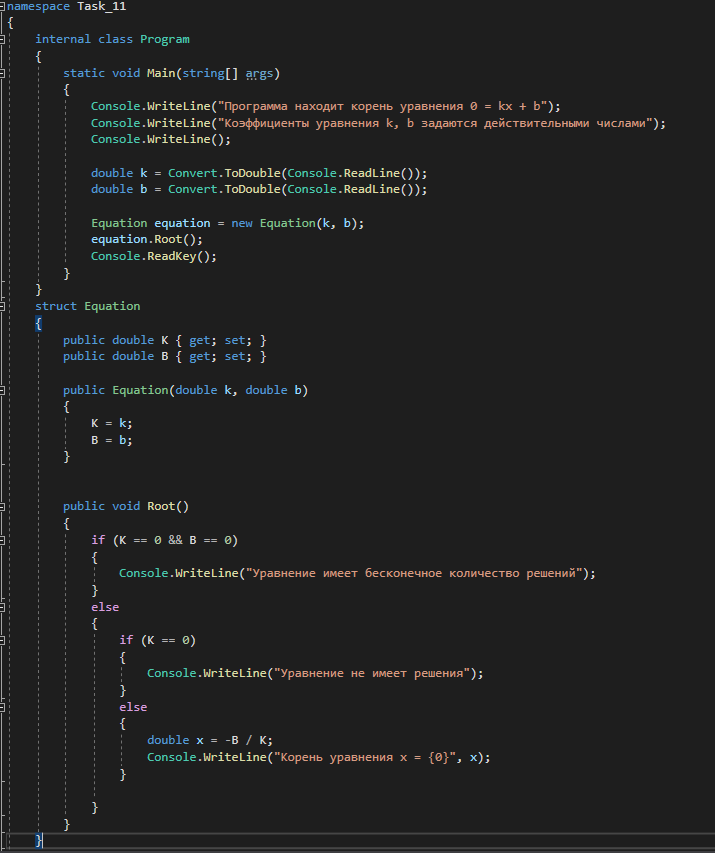 namespace Task_11
{
internal class Program
{
static void Main(string[] args)
{
Console.WriteLine("Программа находит корень уравнения 0 = kx + b");
Console.WriteLine("Коэффициенты уравнения k, b задаются действительными числами");
Console.WriteLine();
double k = Convert.ToDouble(Console.ReadLine());
double b = Convert.ToDouble(Console.ReadLine());
Equation equation = new Equation(k, b);
equation.Root();
Console.ReadKey();
}
}
struct Equation
{
public double K { get; set; }
public double B { get; set; }
public Equation(double k, double b)
{
K = k;
B = b;
}
public void Root()
{
if (K == 0 && B == 0)
{
Console.WriteLine("Уравнение имеет бесконечное количество решений");
}
else
{
if (K == 0)
{
Console.WriteLine("Уравнение не имеет решения");
}
else
{
double x = -B / K;
Console.WriteLine("Корень уравнения x = {0}", x);
}
}
}
}